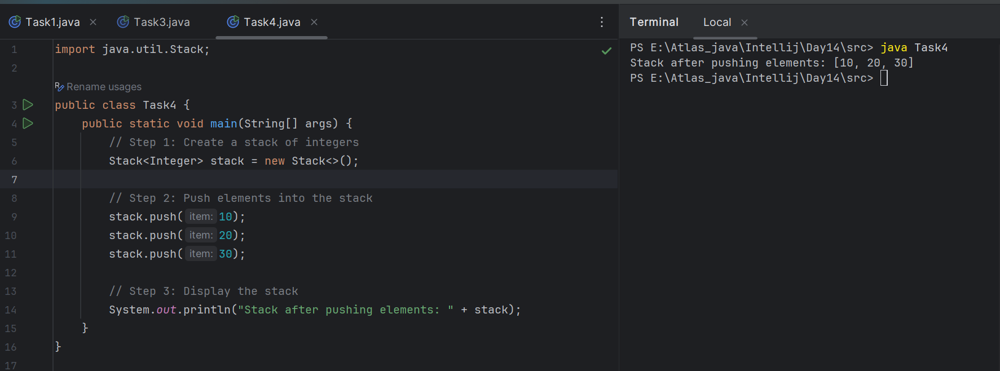 Task1.java
Task3.java
Task4.java
1 import java.util.Stack;
2
Rename usages
3 public class Task4 {
4     public static void main(String[] args) {
5         // Step 1: Create a stack of integers
6         Stack<Integer> stack = new Stack<>();
7
8         // Step 2: Push elements into the stack
9         stack.push( item: 10);
10         stack.push( item: 20);
11         stack.push( item: 30);
12
13         // Step 3: Display the stack
14         System.out.println("Stack after pushing elements: " + stack);
15     }
16 }
17
Terminal Local
PS E:\Atlas_java\Intellij\Day14\src> java Task4
Stack after pushing elements: [10, 20, 30]
PS E:\Atlas_java\Intellij\Day14\src>